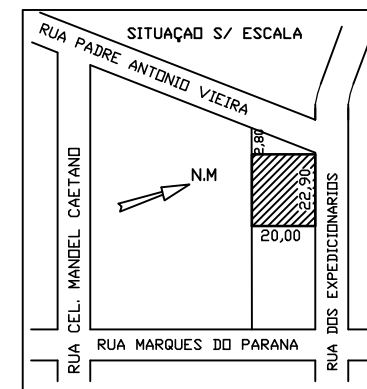 SITUAÇAO S/ ESCALA
RUA PADRE ANTONIO VIEIRA
2,80
N.M
22,90
20,00
RUA CEL. MANOEL CAETANO
RUA DOS EXPEDICIONARIOS
RUA MARQUES DO PARANA